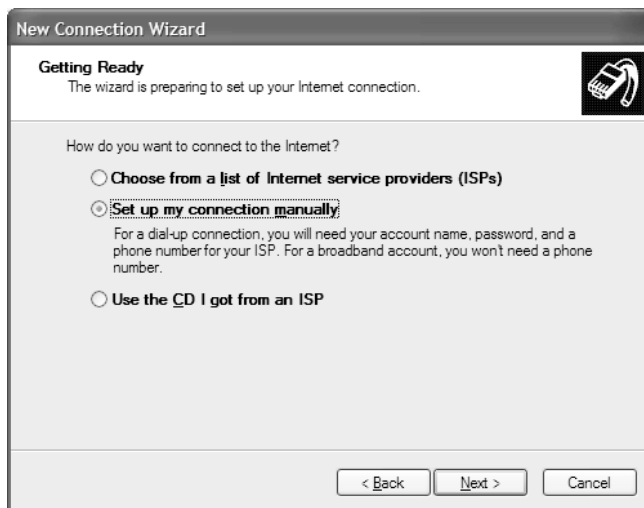 New Connection Wizard
Getting Ready
The wizard is preparing to set up your Internet connection.
How do you want to connect to the Internet?
Choose from a list of Internet service providers (ISPs)
Set up my connection manually
For a dial-up connection, you will need your account name, password, and a
phone number for your ISP. For a broadband account, you won't need a phone
number.
Use the CD I got from an ISP
< Back Next > Cancel